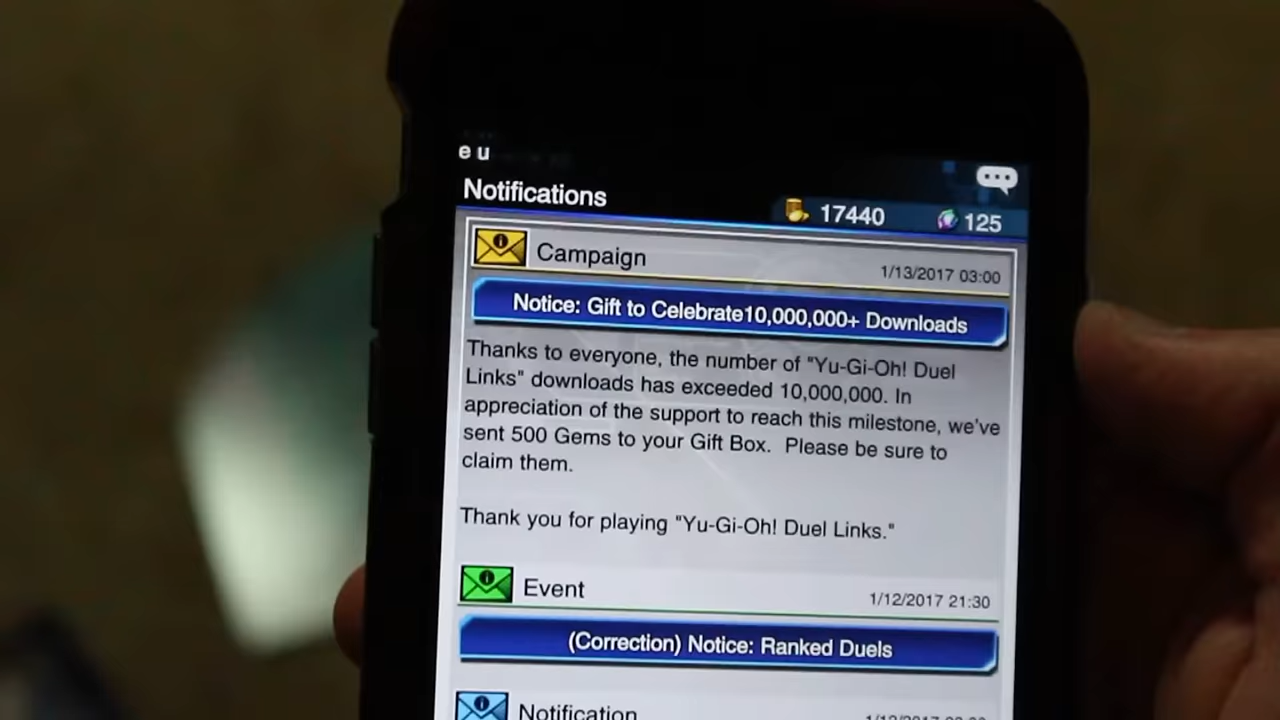 e u
Notifications
17440
125
Campaign
1/13/2017 03:00
Notice: Gift to Celebrate10,000,000+ Downloads
Thanks to everyone, the number of "Yu-Gi-Oh! Duel
Links" downloads has exceeded 10,000,000. In
appreciation of the support to reach this milestone, we've
sent 500 Gems to your Gift Box.  Please be sure to
claim them.
Thank you for playing "Yu-Gi-Oh! Duel Links."
Event
1/12/2017 21:30
(Correction) Notice: Ranked Duels
Notification